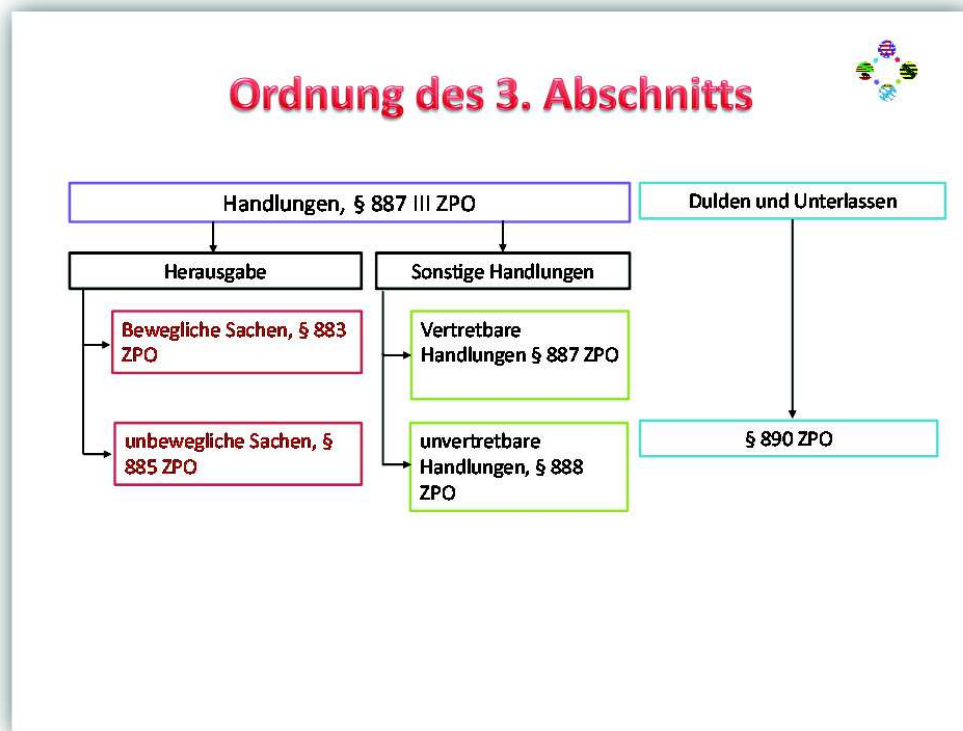 Ordnung des 3. Abschnitts
Handlungen, § 887 III ZPO
Dulden und Unterlassen
Herausgabe
Sonstige Handlungen
Bewegliche Sachen, § 883
ZPO
Vertretbare
Handlungen § 887 ZPO
unbewegliche Sachen, §
885 ZPO
unvertretbare
Handlungen, § 888
ZPO
§ 890 ZPO